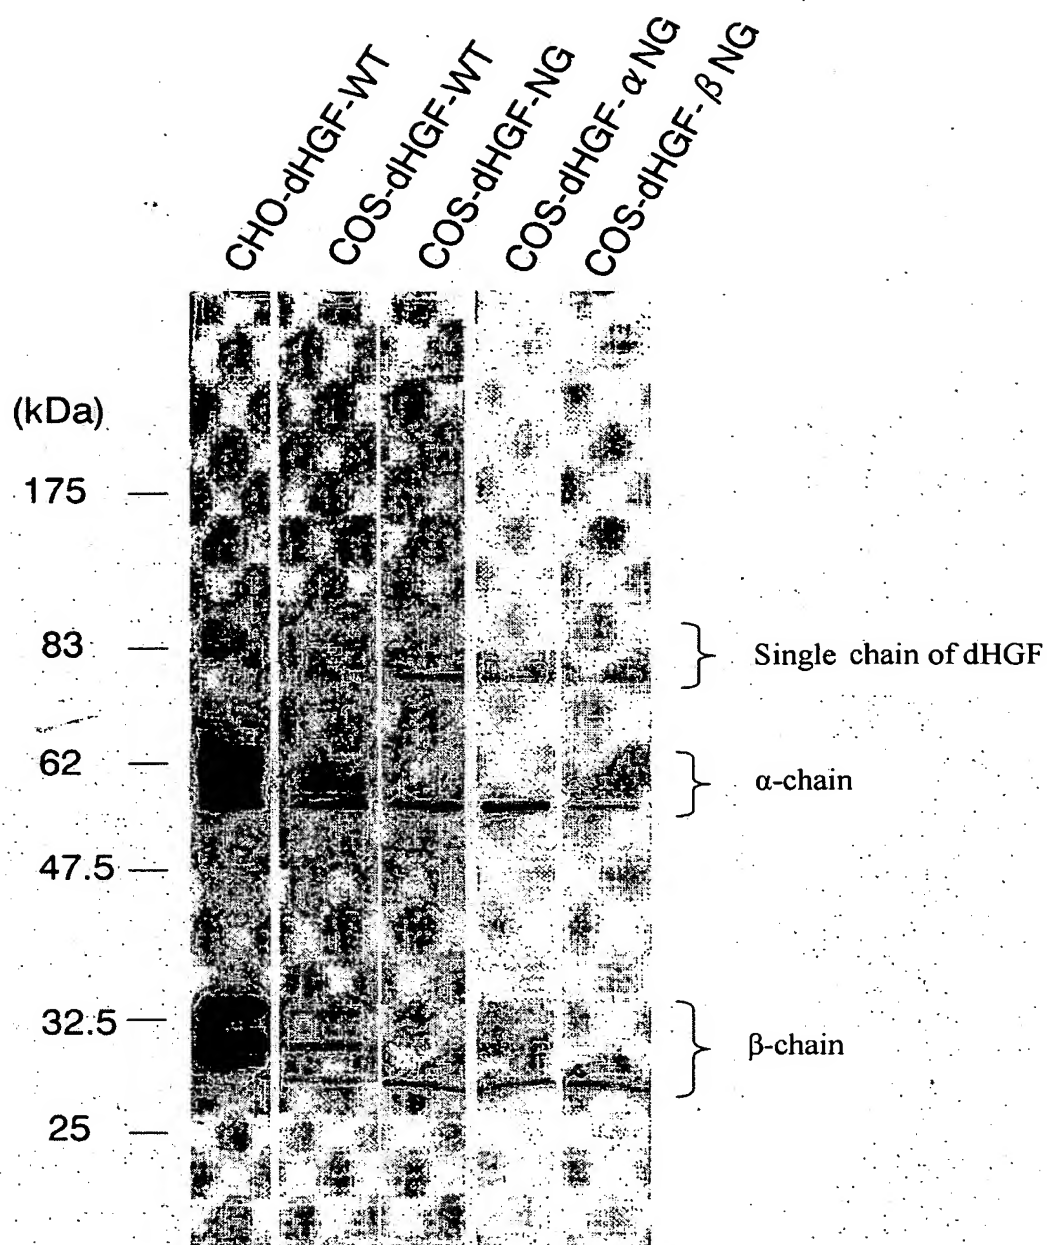 CHO-dHGF-WT
COS-dHGF-WT
COS-dHGF-NG
COS-dHGF-αNG
COS-dHGF-βNG
(kDa)
175
83
Single chain of dHGF
62
α-chain
47.5
32.5
β-chain
25